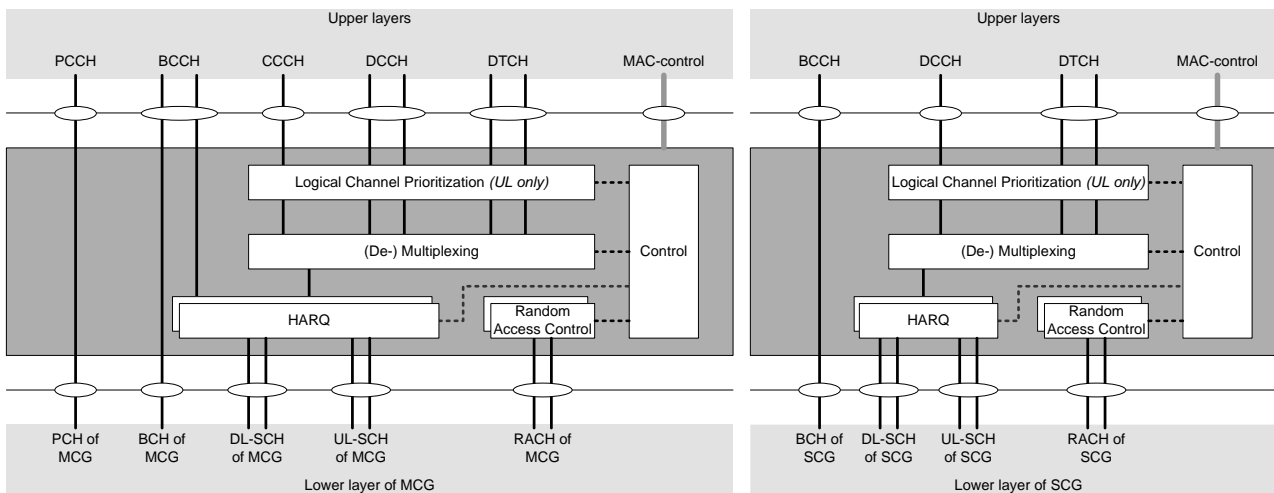 Upper layers
PCCH BCCH CCCH DCCH DTCH MAC-control
Logical Channel Prioritization (UL only)
(De-) Multiplexing
Control
HARQ
Random
Access Control
PCH of
MCG
BCH of
MCG
DL-SCH
of MCG
UL-SCH
of MCG
RACH of
MCG
Lower layer of MCG
Upper layers
BCCH DCCH DTCH MAC-control
Logical Channel Prioritization (UL only)
(De-) Multiplexing
Control
HARQ
Random
Access Control
BCH of
SCG
DL-SCH
of SCG
UL-SCH
of SCG
RACH of
SCG
Lower layer of SCG